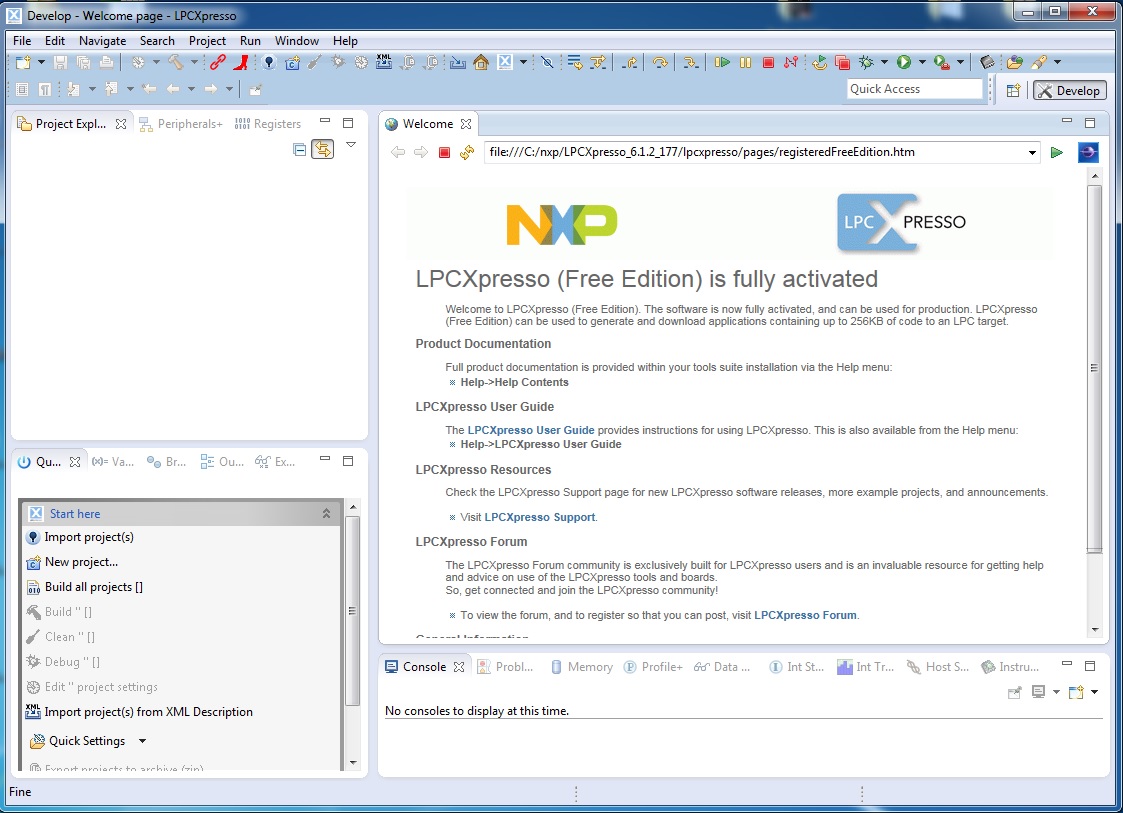 Develop - Welcome page - LPCXpresso
File Edit Navigate Search Project Run Window Help
Quick Access
Develop
Project Expl... Peripherals+ Registers
Welcome
file:///C:/nxp/LPCXpresso_6.1.2_177/lpcxpresso/pages/registeredFreeEdition.htm
NXP
LPC XPRESSO
LPCXpresso (Free Edition) is fully activated
Welcome to LPCXpresso (Free Edition). The software is now fully activated, and can be used for production. LPCXpresso
(Free Edition) can be used to generate and download applications containing up to 256KB of code to an LPC target.
Product Documentation
Full product documentation is provided within your tools suite installation via the Help menu:
Help->Help Contents
LPCXpresso User Guide
The LPCXpresso User Guide provides instructions for using LPCXpresso. This is also available from the Help menu:
Help->LPCXpresso User Guide
LPCXpresso Resources
Check the LPCXpresso Support page for new LPCXpresso software releases, more example projects, and announcements.
Visit LPCXpresso Support.
LPCXpresso Forum
The LPCXpresso Forum community is exclusively built for LPCXpresso users and is an invaluable resource for getting help
and advice on use of the LPCXpresso tools and boards.
So, get connected and join the LPCXpresso community!
To view the forum, and to register so that you can post, visit LPCXpresso Forum.
General Information
Qu... (x)= Va... Br... Ou... Ex...
Start here
Import project(s)
New project...
Build all projects []
Build '' []
Clean '' []
Debug '' []
Edit '' project settings
Import project(s) from XML Description
Quick Settings
Export projects to archive (zip)
Console Probl... Memory Profile+ Data ... Int St... Int Tr... Host S... Instru...
No consoles to display at this time.
Fine